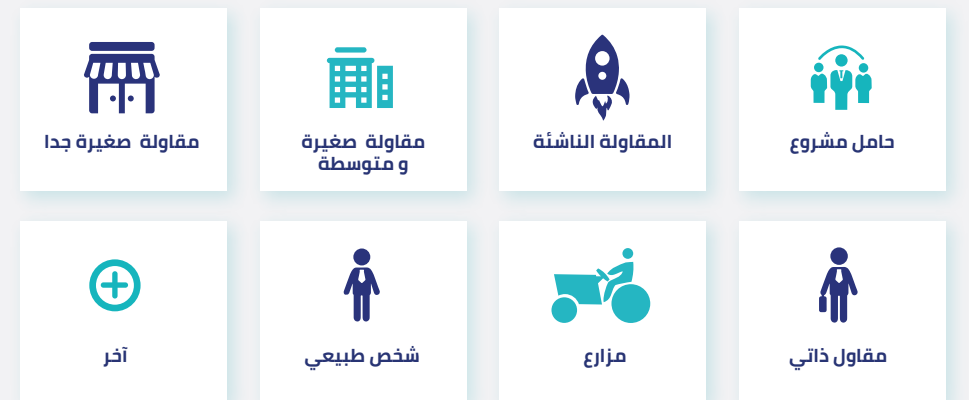 حامل مشروع
المقاولة الناشئة
مقاولة صغيرة
و متوسطة
مقاولة صغيرة جدا
مقاول ذاتي
مزارع
شخص طبيعي
آخر